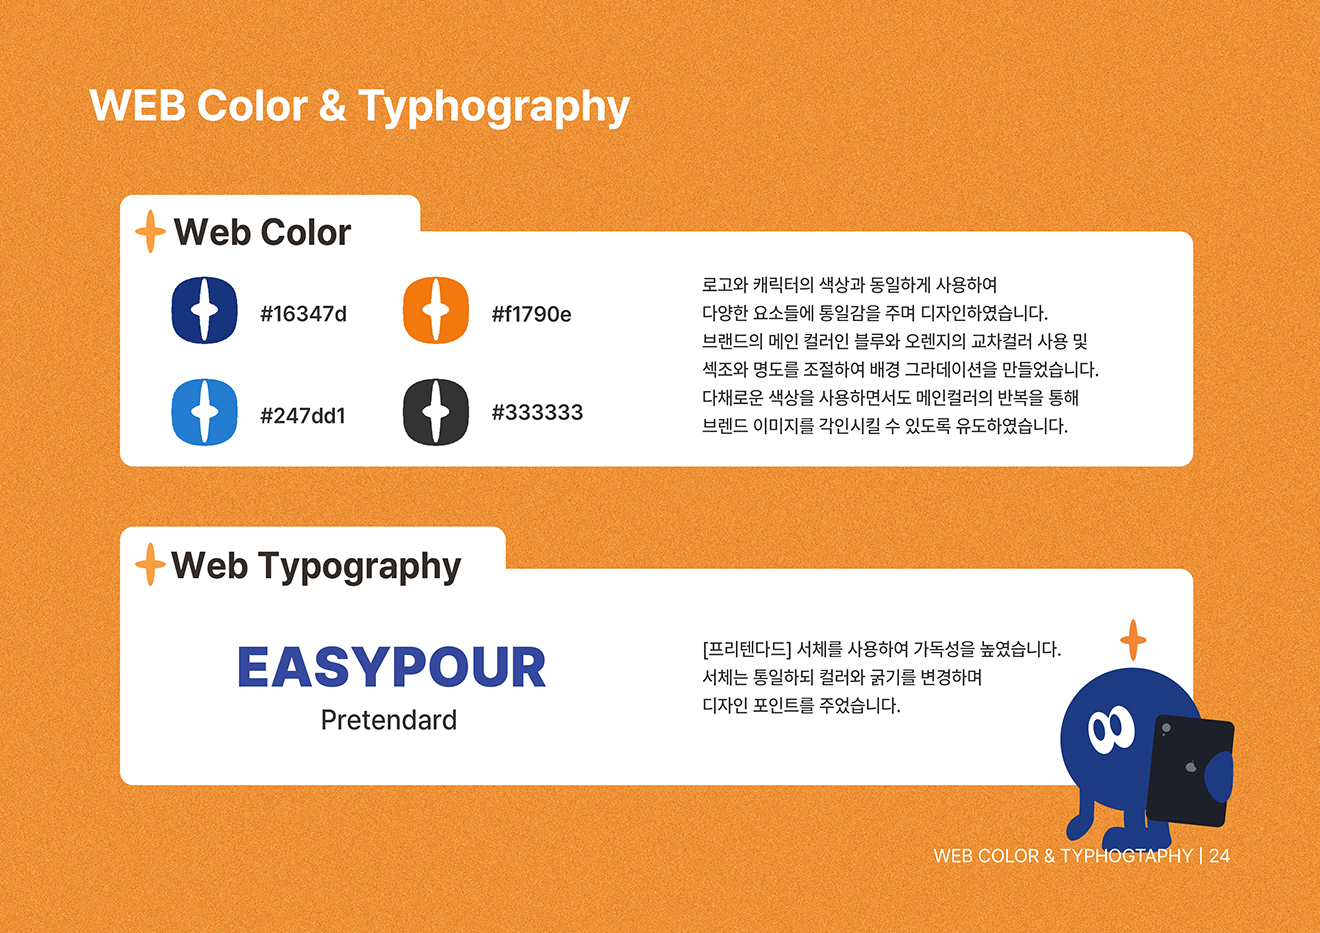 WEB Color & Typhography
Web Color
#16347d
#f1790e
#247dd1
#333333
로고와 캐릭터의 색상과 동일하게 사용하여
다양한 요소들에 통일감을 주며 디자인하였습니다.
브랜드의 메인 컬러인 블루와 오렌지의 교차컬러 사용 및
섹조와 명도를 조절하여 배경 그라데이션을 만들었습니다.
다채로운 색상을 사용하면서도 메인컬러의 반복을 통해
브렌드 이미지를 각인시킬 수 있도록 유도하였습니다.
Web Typography
EASYPOUR
Pretendard
[프리텐다드] 서체를 사용하여 가독성을 높였습니다.
서체는 통일하되 컬러와 굵기를 변경하며
디자인 포인트를 주었습니다.
WEB COLOR & TYPHOGTAPHY | 24